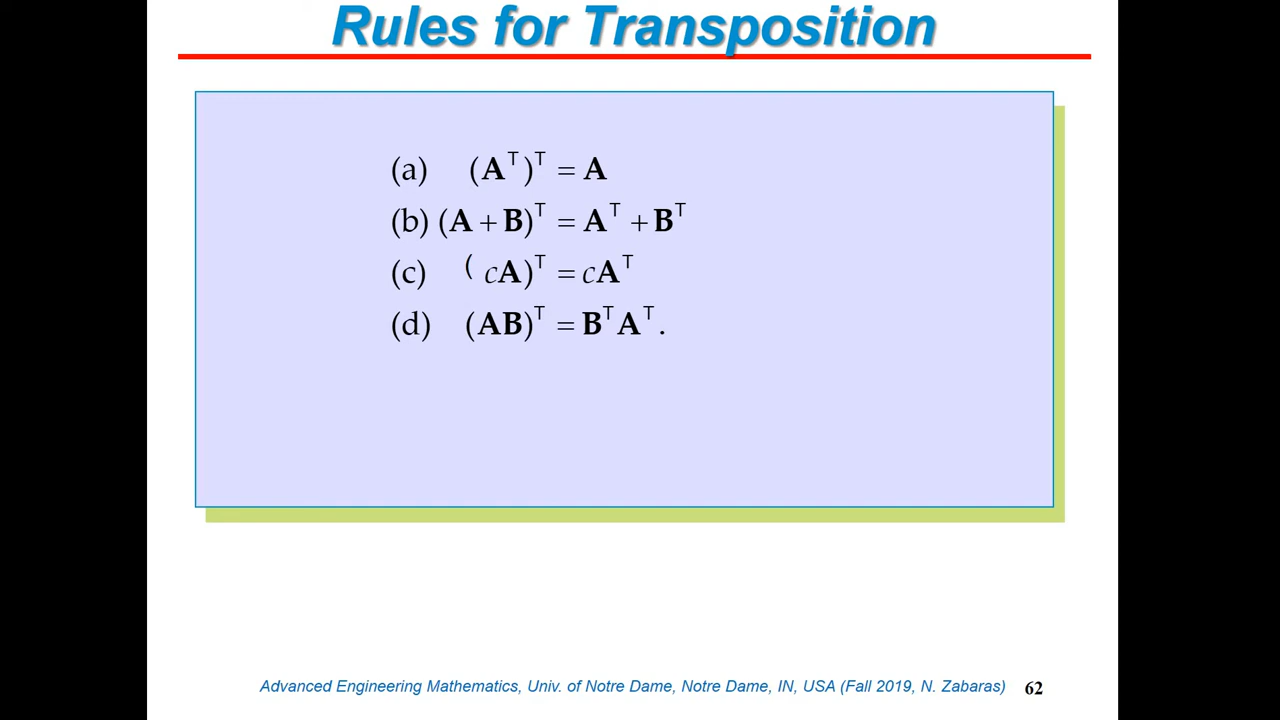 Rules for Transposition
(a) (Aᵀ)ᵀ = A
(b) (A + B)ᵀ = Aᵀ + Bᵀ
(c) (cA)ᵀ = cAᵀ
(d) (AB)ᵀ = BᵀAᵀ.
Advanced Engineering Mathematics, Univ. of Notre Dame, Notre Dame, IN, USA (Fall 2019, N. Zabaras) 62